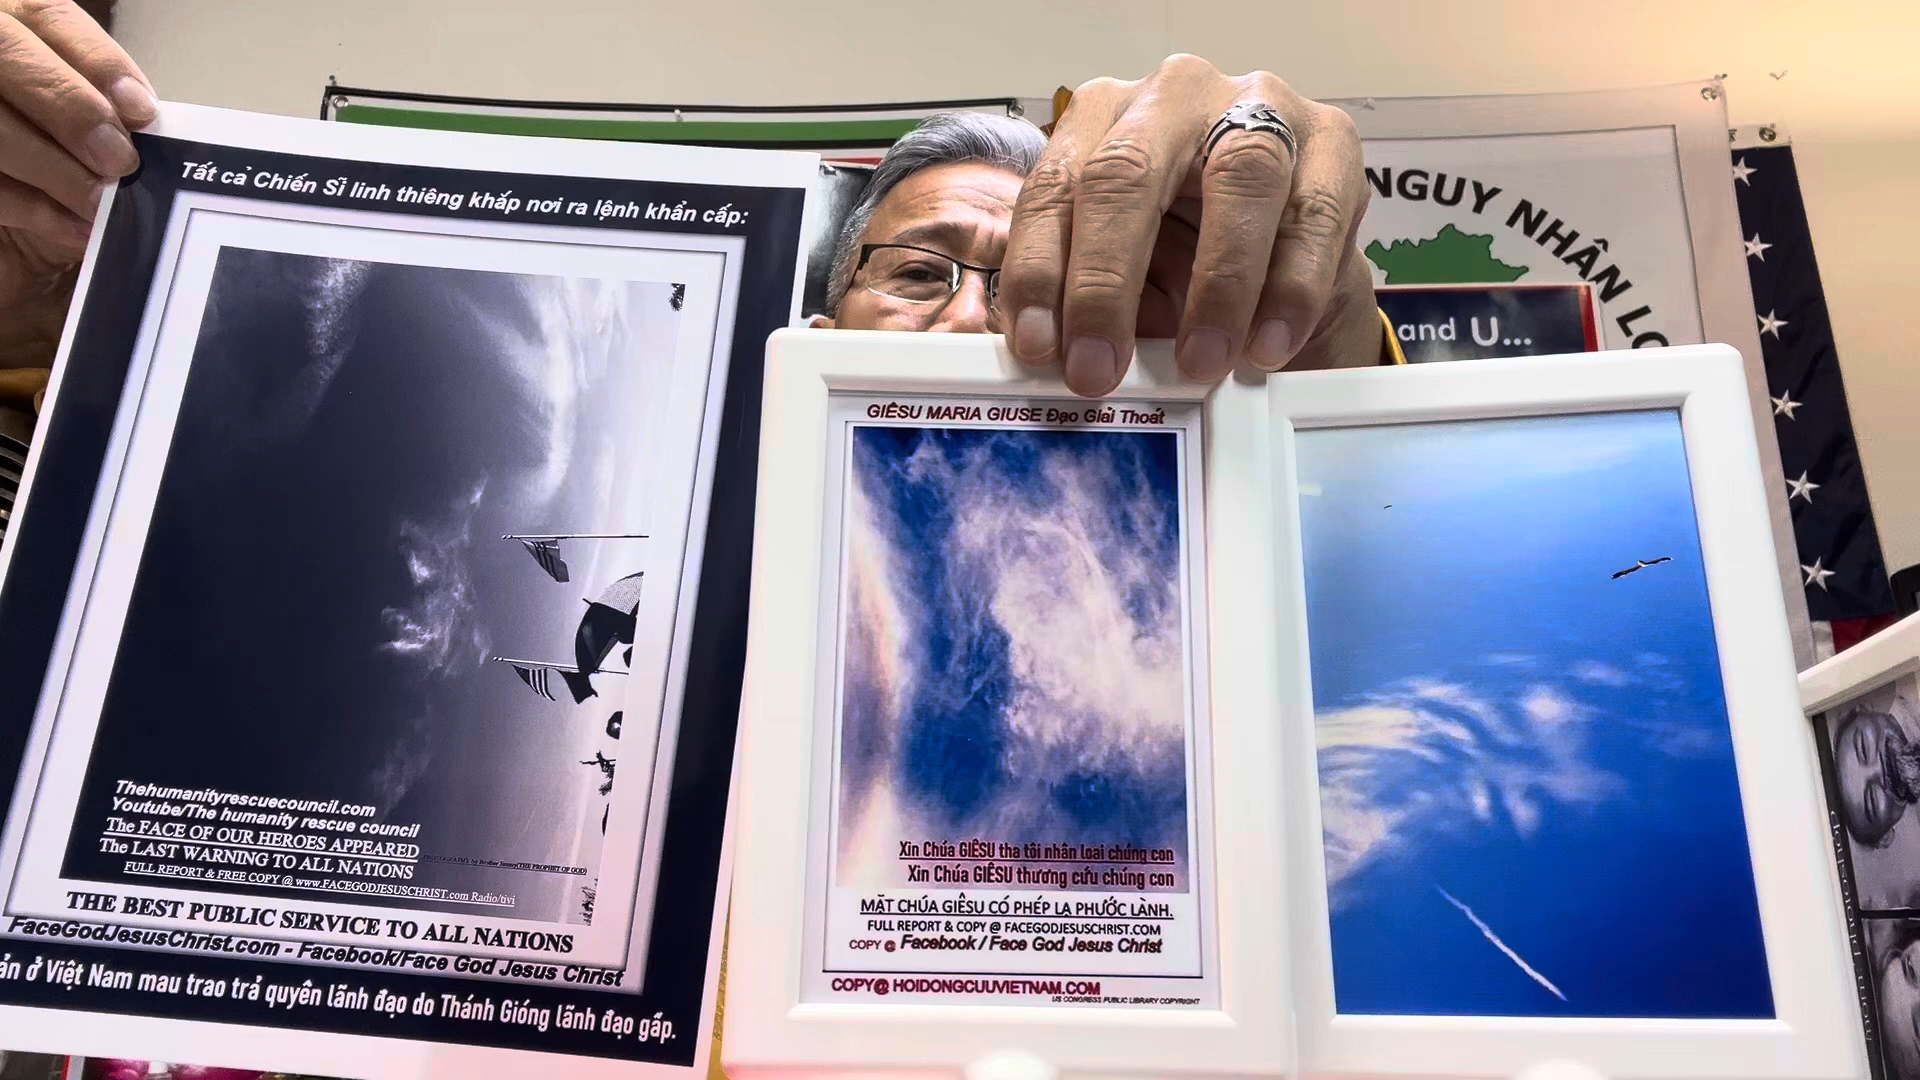 Tất cả Chiến Sĩ linh thiêng khắp nơi ra lệnh khẩn cấp:
Thehumanityrescuecouncil.com
Youtube/The humanity rescue council
The FACE OF OUR HEROES APPEARED
The LAST WARNING TO ALL NATIONS
FULL REPORT & FREE COPY @ www.FACEGODJESUSCHRIST.com Radio/tivi
THE BEST PUBLIC SERVICE TO ALL NATIONS
FaceGodJesusChrist.com - Facebook/Face God Jesus Christ
ản ở Việt Nam mau trao trả quyền lãnh đạo do Thánh Gióng lãnh đạo gấp.
GIÊSU MARIA GIUSE Đạo Giải Thoát
Xin Chúa GIÊSU tha tội nhân loại chúng con
Xin Chúa GIÊSU thương cứu chúng con
MẶT CHÚA GIÊSU CÓ PHÉP LẠ PHƯỚC LÀNH.
FULL REPORT & COPY @ FACEGODJESUSCHRIST.COM
COPY @ Facebook / Face God Jesus Christ
COPY@ HOIDONGCUUVIETNAM.COM
US CONGRESS PUBLIC LIBRARY COPYRIGHT
NGUY NHÂN LO
and U...